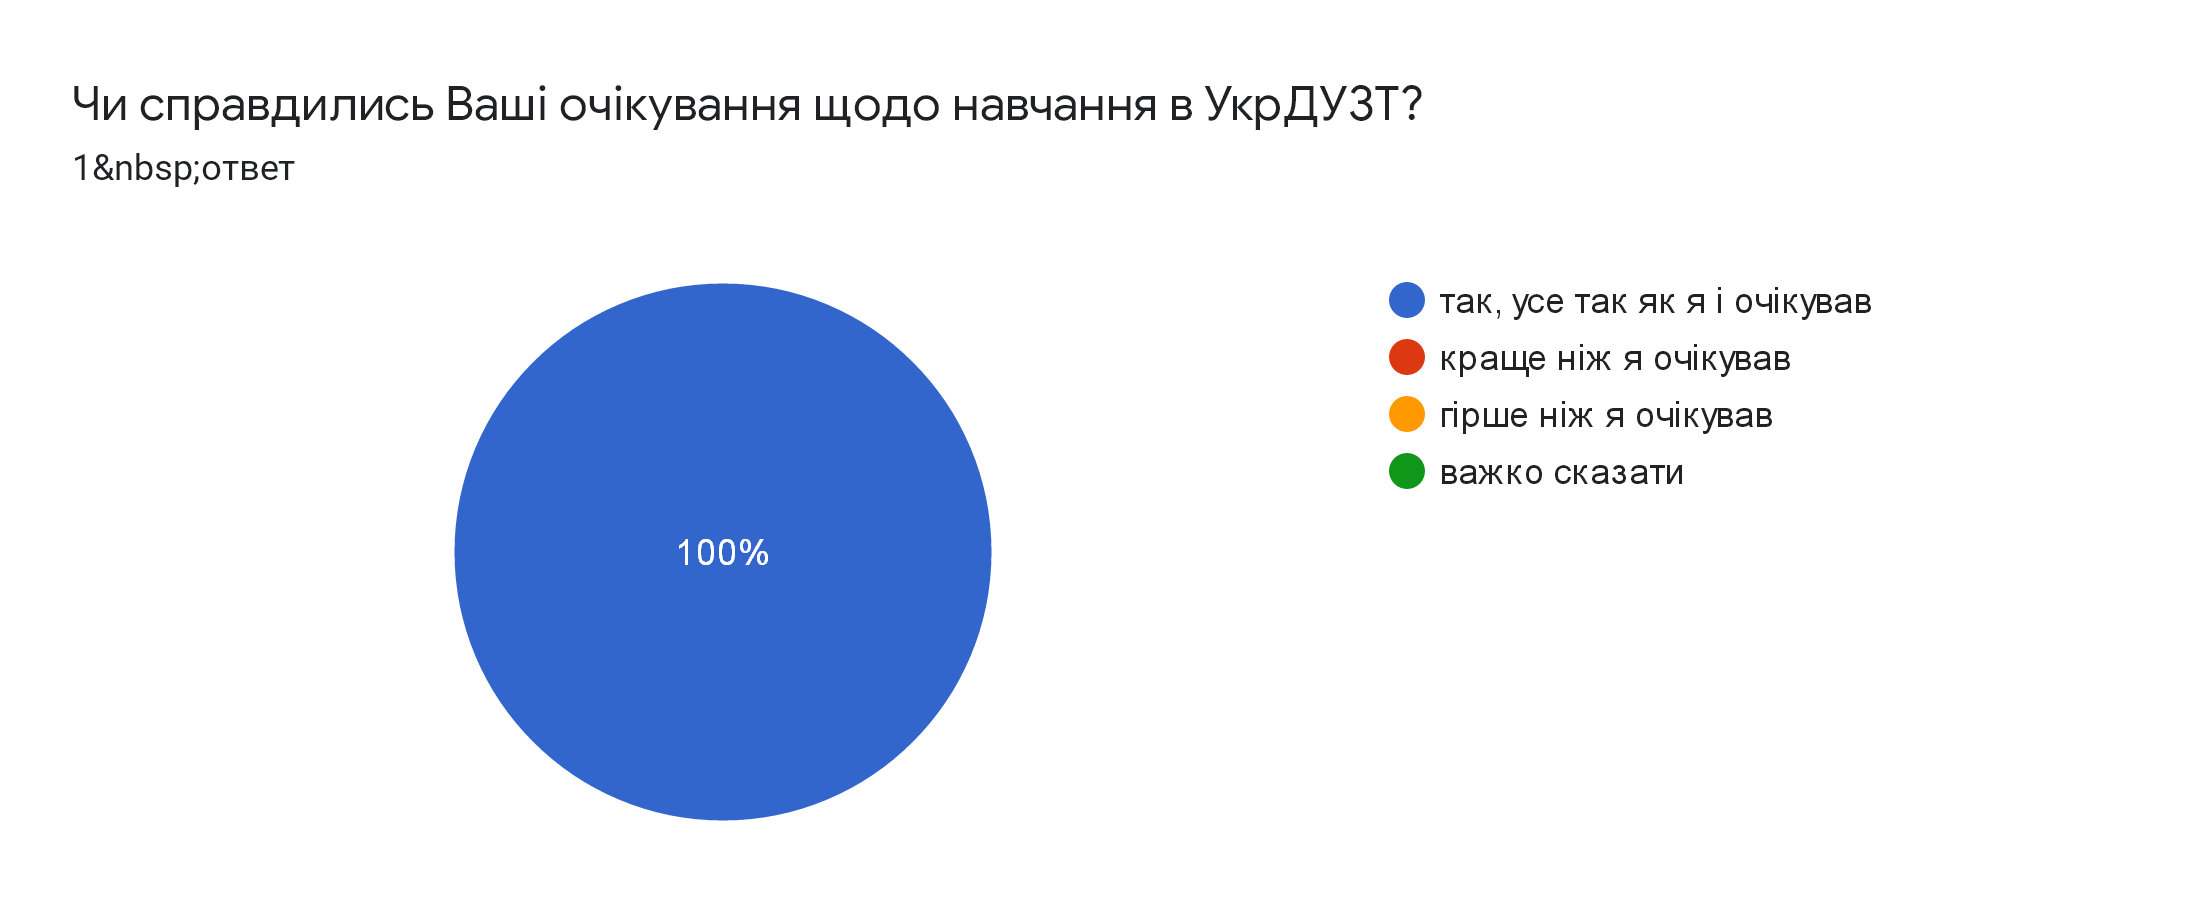 Чи справдились Ваші очікування щодо навчання в УкрДУЗТ?
1&nbsp;ответ
100%
так, усе так як я і очікував
краще ніж я очікував
гірше ніж я очікував
важко сказати